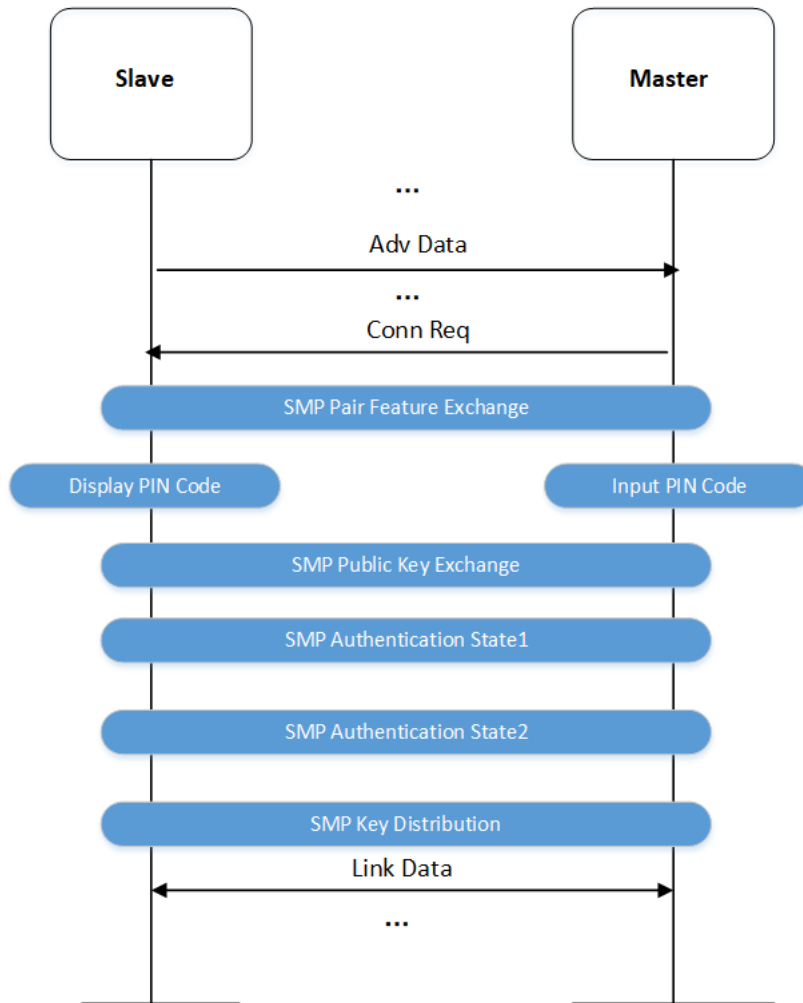 Slave
Master
...
Adv Data
...
Conn Req
SMP Pair Feature Exchange
Display PIN Code
Input PIN Code
SMP Public Key Exchange
SMP Authentication State1
SMP Authentication State2
SMP Key Distribution
Link Data
...